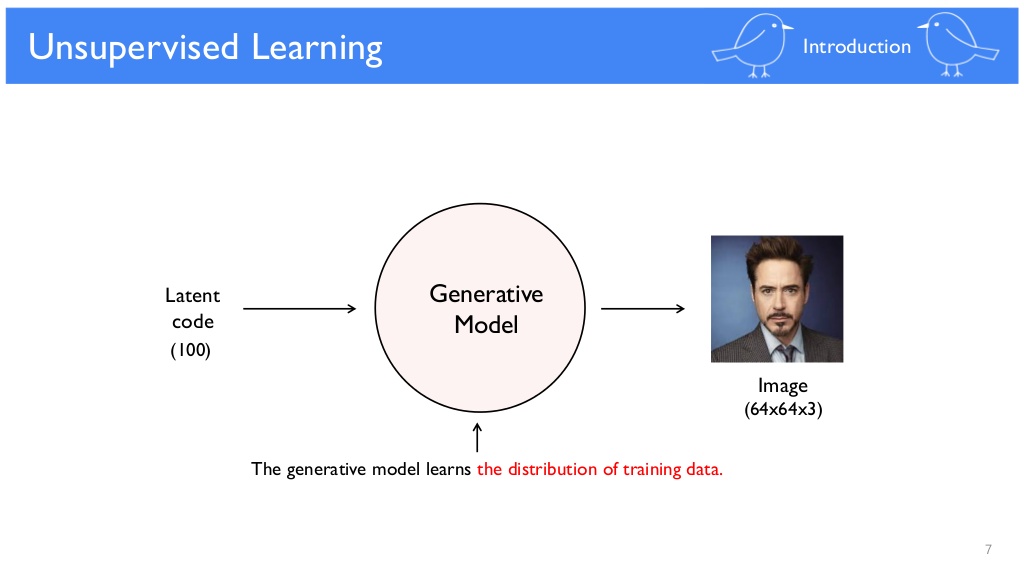 Unsupervised Learning
Introduction
Latent
code
(100)
Generative
Model
Image
(64x64x3)
The generative model learns the distribution of training data.
7